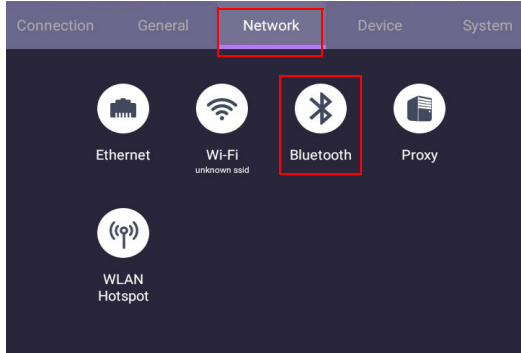 Connection General Network Device System
Ethernet Wi-Fi Bluetooth Proxy
unknown ssid
WLAN
Hotspot